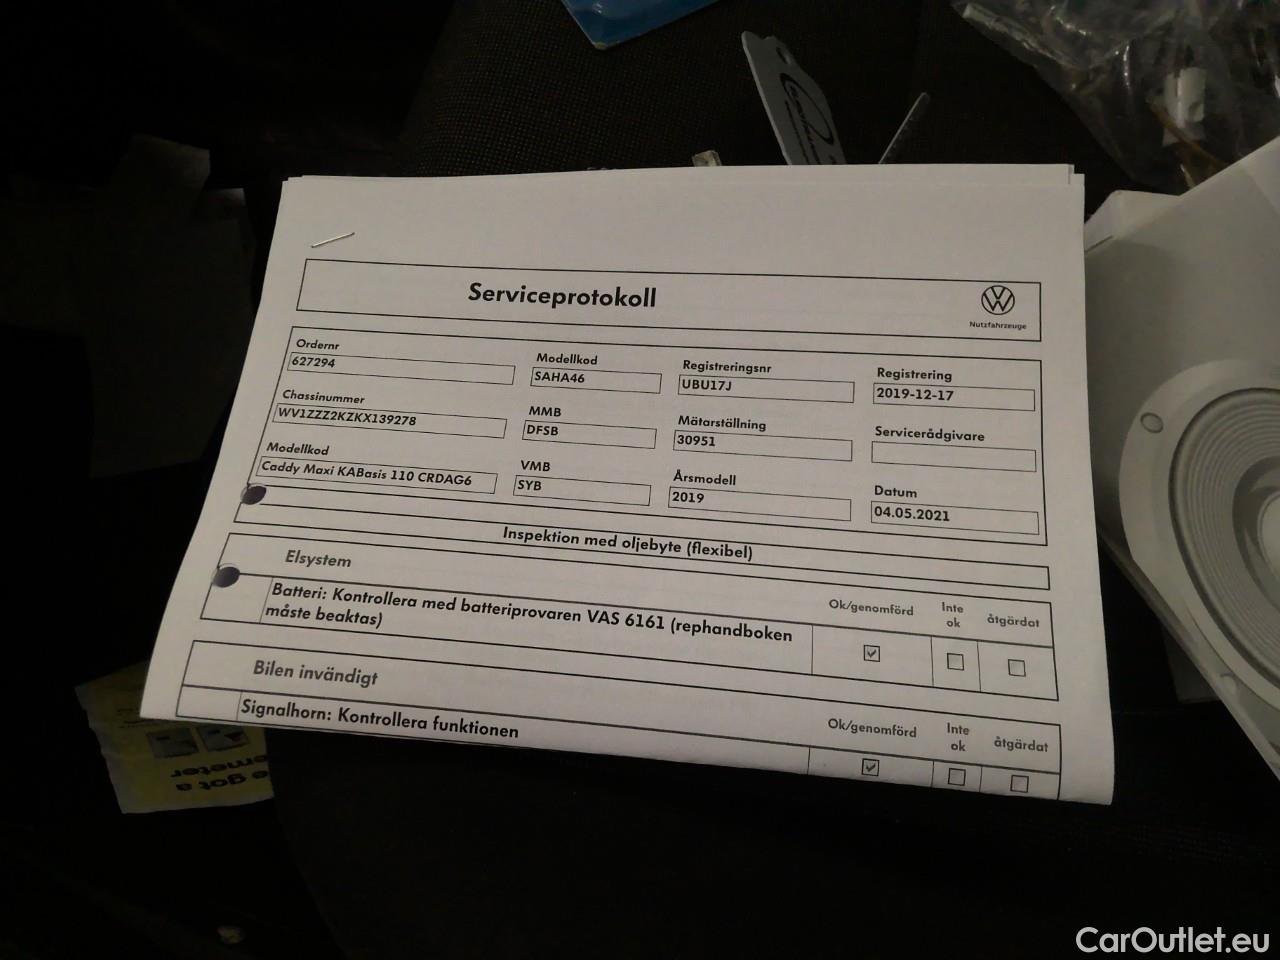 Serviceprotokoll
Nutzfahrzeuge
Ordernr
627294
Modellkod
SAHA46
Registreringsnr
UBU17J
Registrering
2019-12-17
Chassinummer
WV1ZZZ2KZKX139278
MMB
DFSB
Mätarställning
30951
Servicerådgivare
Modellkod
Caddy Maxi KABasis 110 CRDAG6
VMB
SYB
Årsmodell
2019
Datum
04.05.2021
Inspektion med oljebyte (flexibel)
Elsystem
Ok/genomförd
Inte
ok
åtgärdat
Batteri: Kontrollera med batteriprovaren VAS 6161 (rephandboken
måste beaktas)
Bilen invändigt
Ok/genomförd
Inte
ok
åtgärdat
Signalhorn: Kontrollera funktionen
e got a
CarOutlet.eu